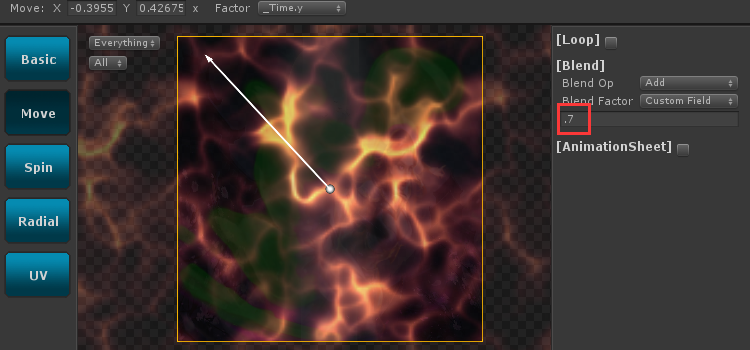 Move: X -0.3955 Y 0.42675 x Factor _Time.y
Basic
Move
Spin
Radial
UV
Everything
All
[Loop]
[Blend]
Blend Op Add
Blend Factor Custom Field
.7
[AnimationSheet]